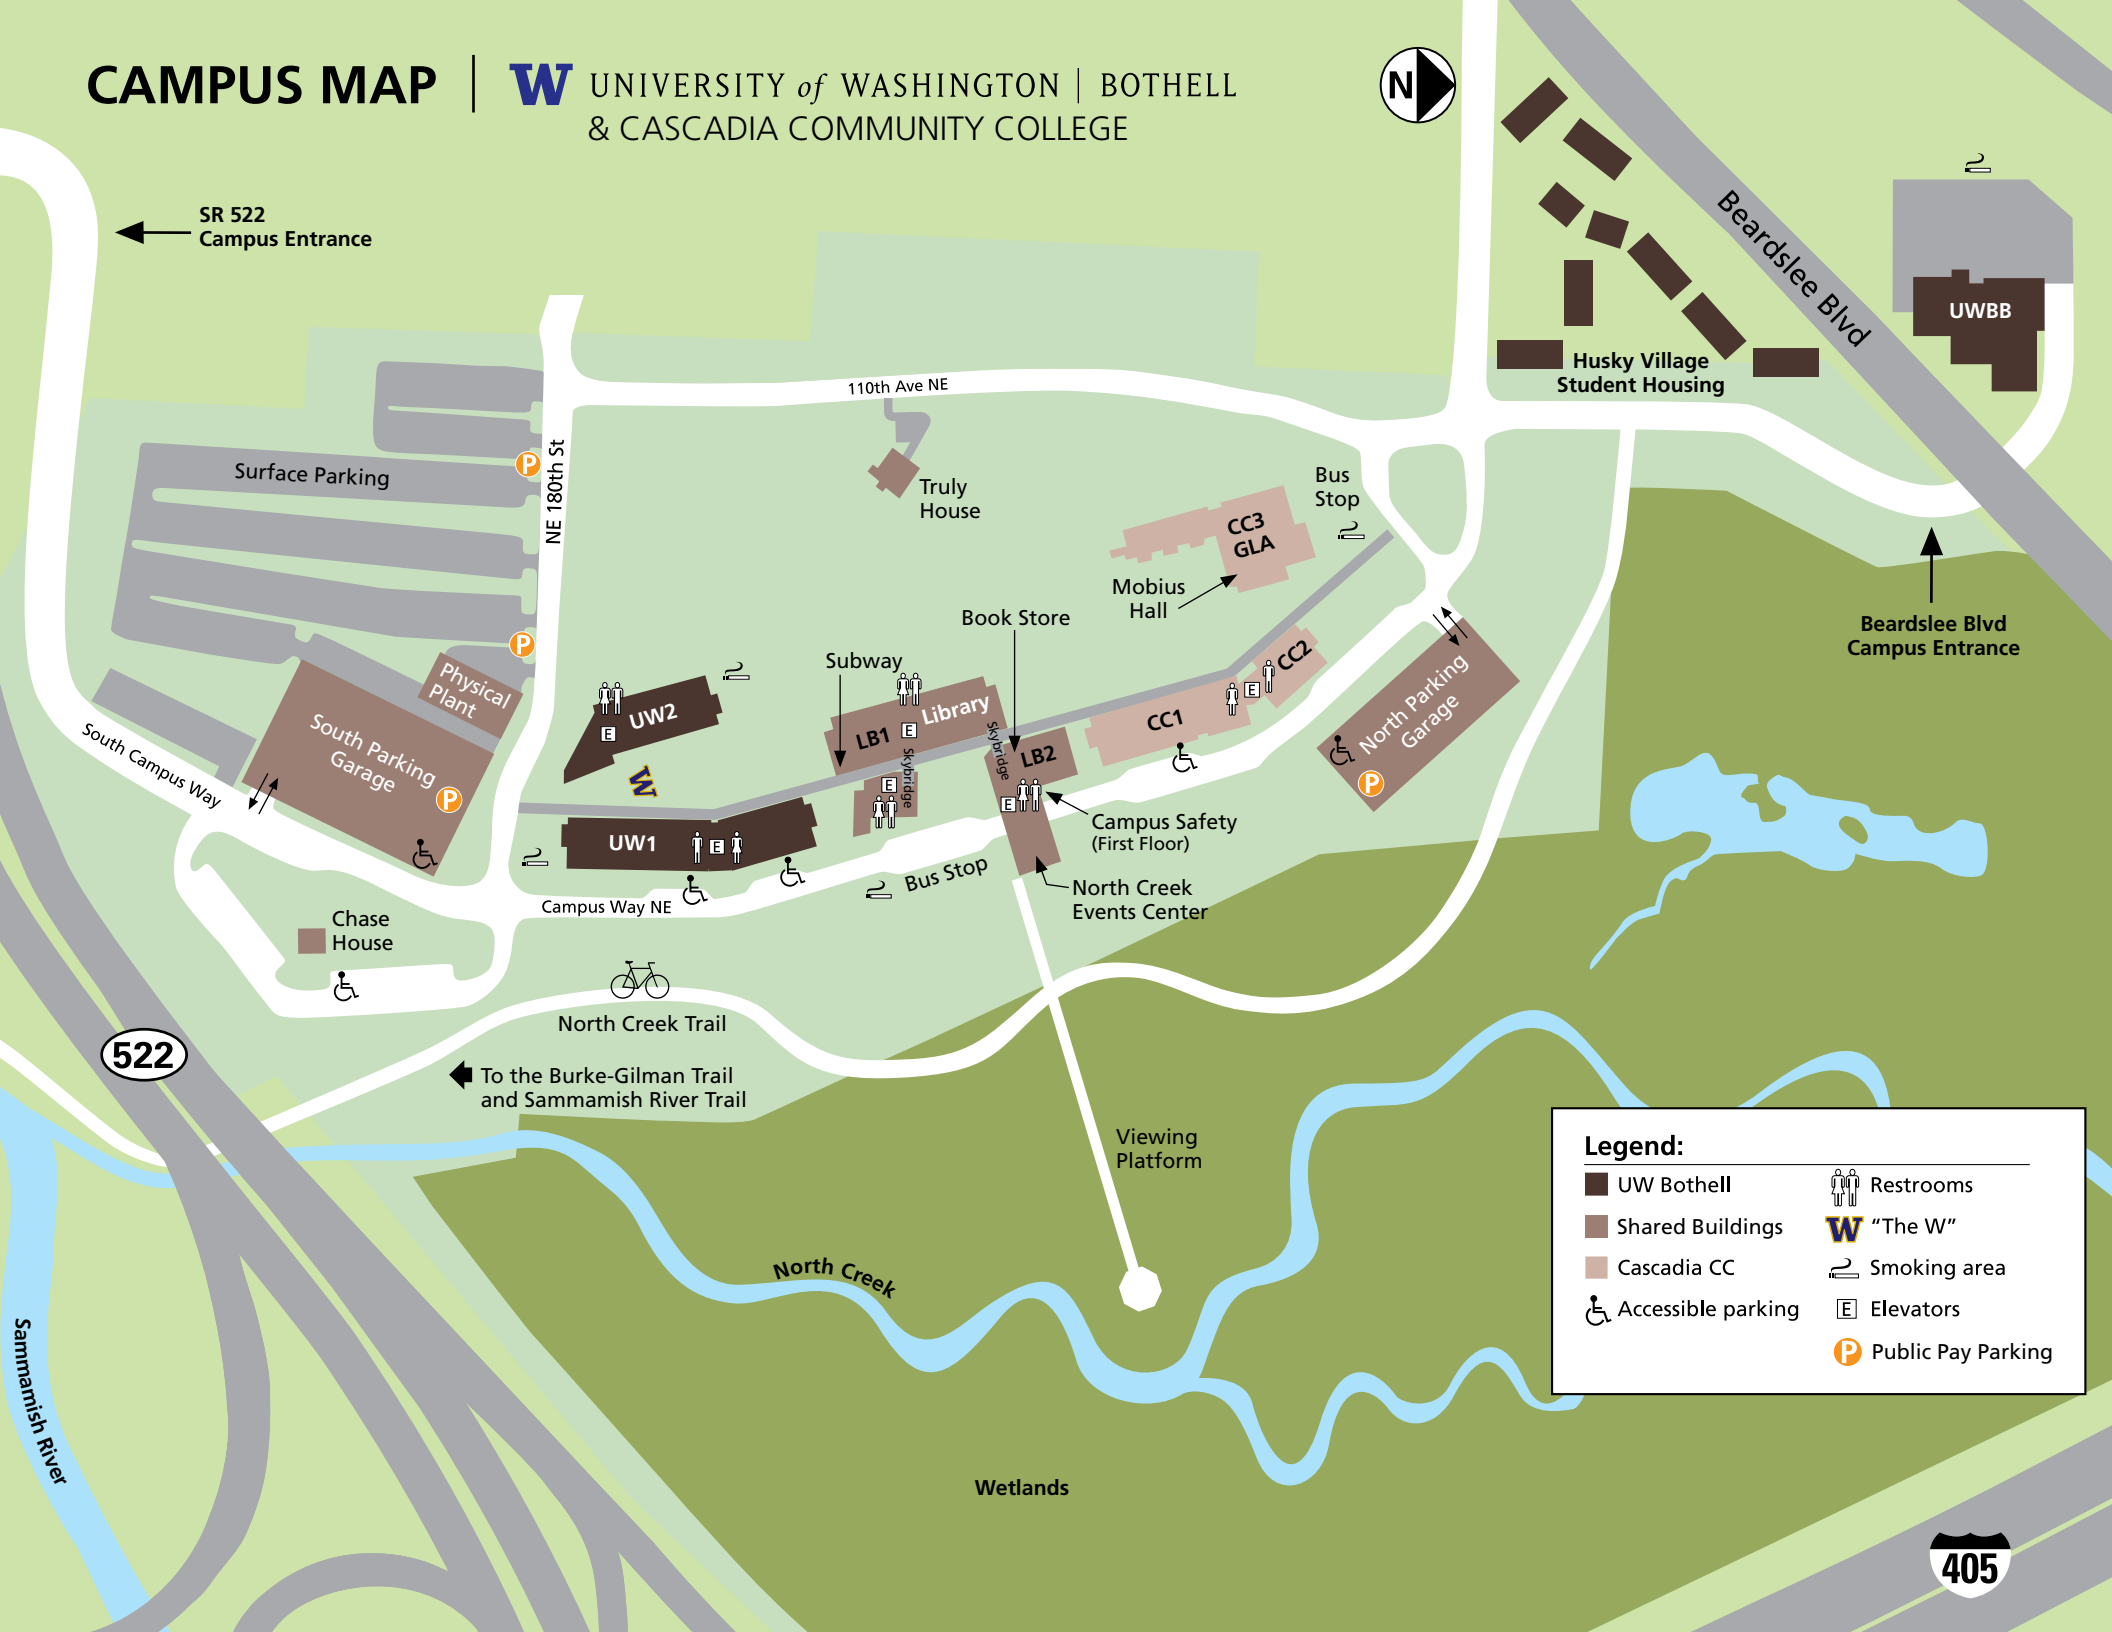 CAMPUS MAP
W UNIVERSITY of WASHINGTON | BOTHELL
& CASCADIA COMMUNITY COLLEGE
N
SR 522
Campus Entrance
Beardslee Blvd
UWBB
Husky Village
Student Housing
110th Ave NE
NE 180th St
Surface Parking
P
P
Truly
House
Bus
Stop
CC3
GLA
Mobius
Hall
Book Store
Subway
Beardslee Blvd
Campus Entrance
Physical
Plant
South Parking
Garage
P
South Campus Way
UW2
E
W
LB1
Library
E
Skybridge
Skybridge
E
LB2
E
CC1
CC2
E
North Parking
Garage
P
UW1
E
Campus Safety
(First Floor)
North Creek
Events Center
Bus Stop
Campus Way NE
Chase
House
North Creek Trail
To the Burke-Gilman Trail
and Sammamish River Trail
522
Viewing
Platform
North Creek
Sammamish River
Wetlands
405
Legend:
UW Bothell
Shared Buildings
Cascadia CC
Accessible parking
Restrooms
W "The W"
Smoking area
E Elevators
P Public Pay Parking